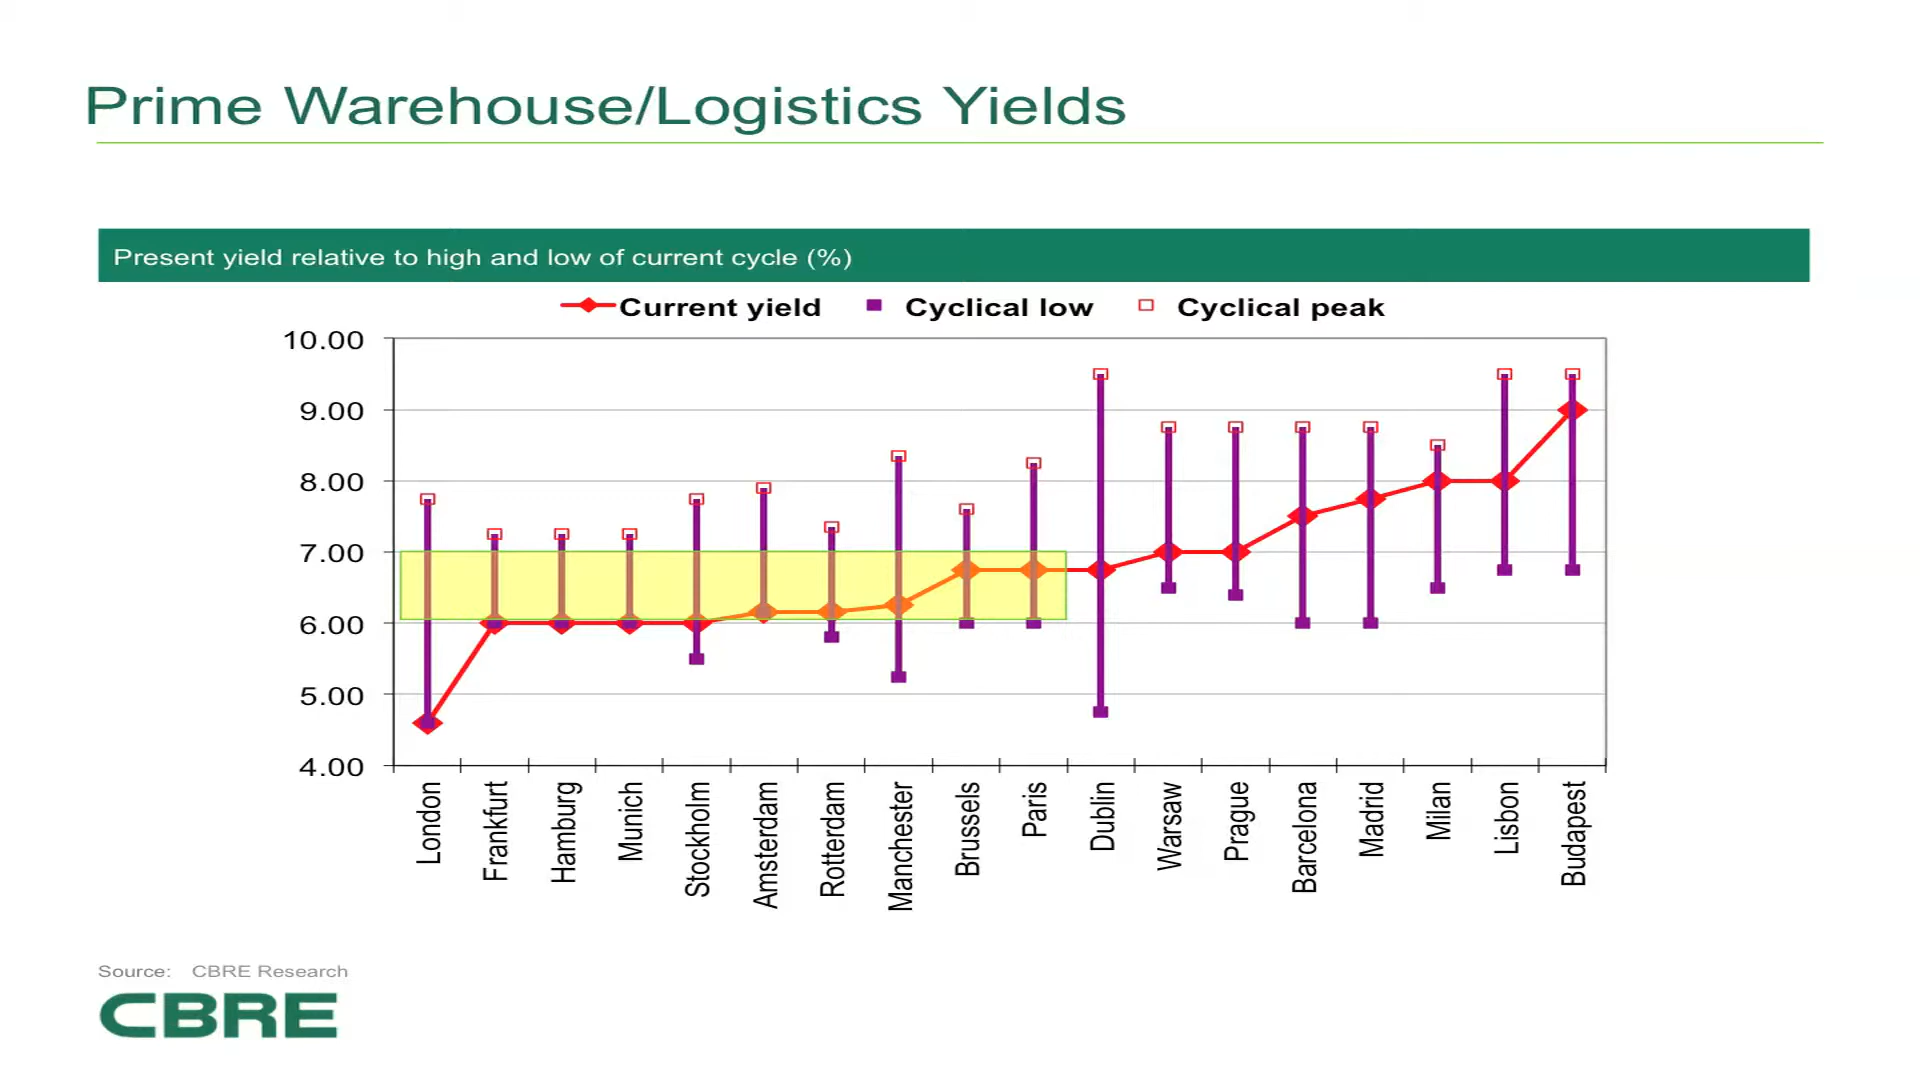 Prime Warehouse/Logistics Yields
Present yield relative to high and low of current cycle (%)
Current yield Cyclical low Cyclical peak
10.00
9.00
8.00
7.00
6.00
5.00
4.00
London Frankfurt Hamburg Munich Stockholm Amsterdam Rotterdam Manchester Brussels Paris Dublin Warsaw Prague Barcelona Madrid Milan Lisbon Budapest
Source: CBRE Research
CBRE